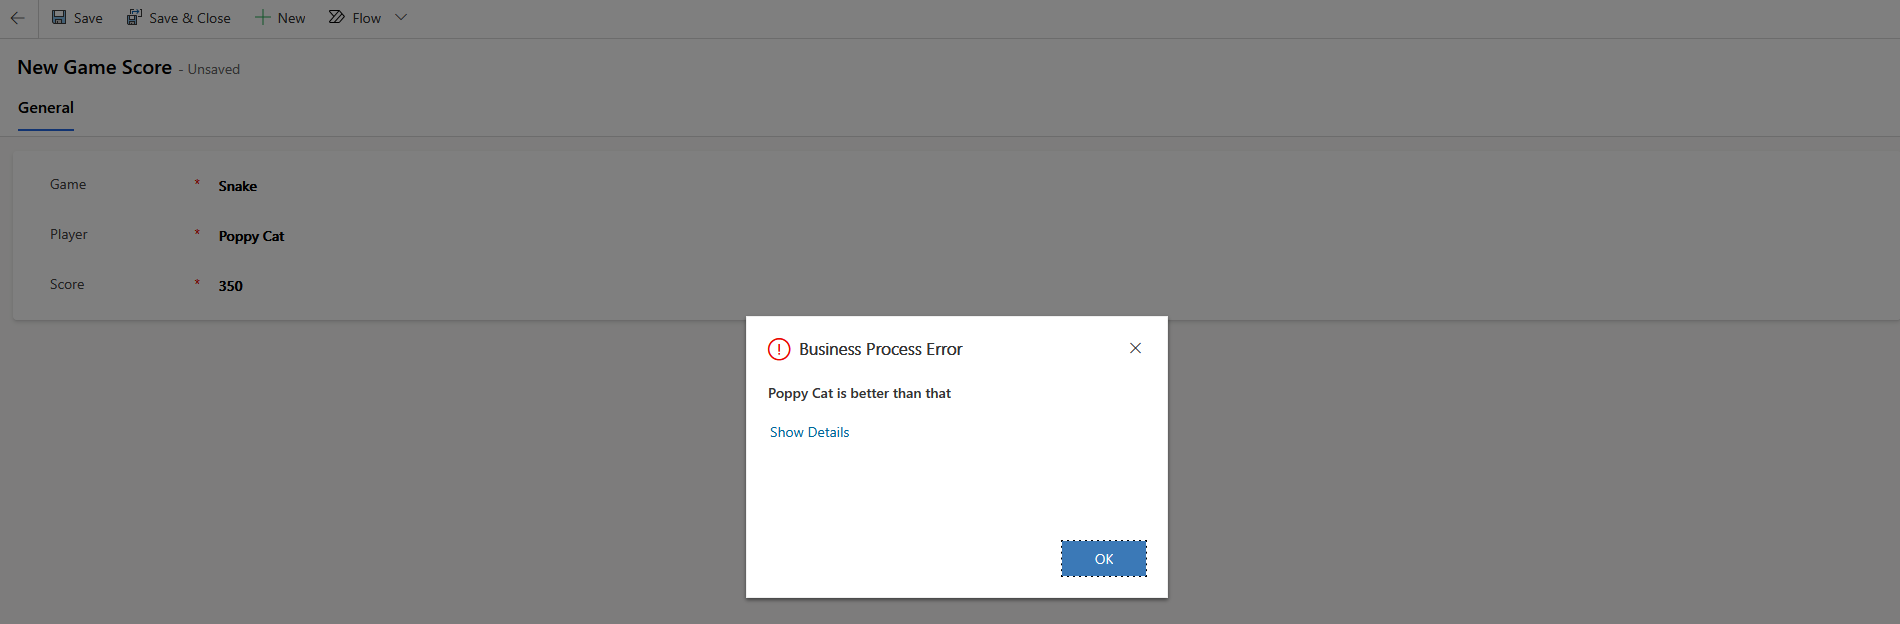 Save Save & Close New Flow
New Game Score - Unsaved
General
Game * Snake
Player * Poppy Cat
Score * 350
Business Process Error
Poppy Cat is better than that
Show Details
OK